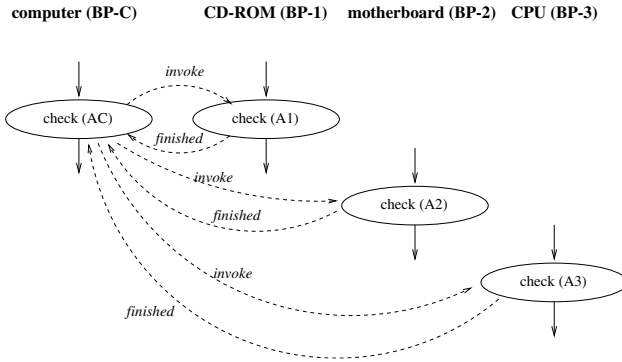 computer (BP-C) CD-ROM (BP-1) motherboard (BP-2) CPU (BP-3)
invoke
check (AC) check (A1)
finished
invoke
check (A2)
finished
invoke
check (A3)
finished